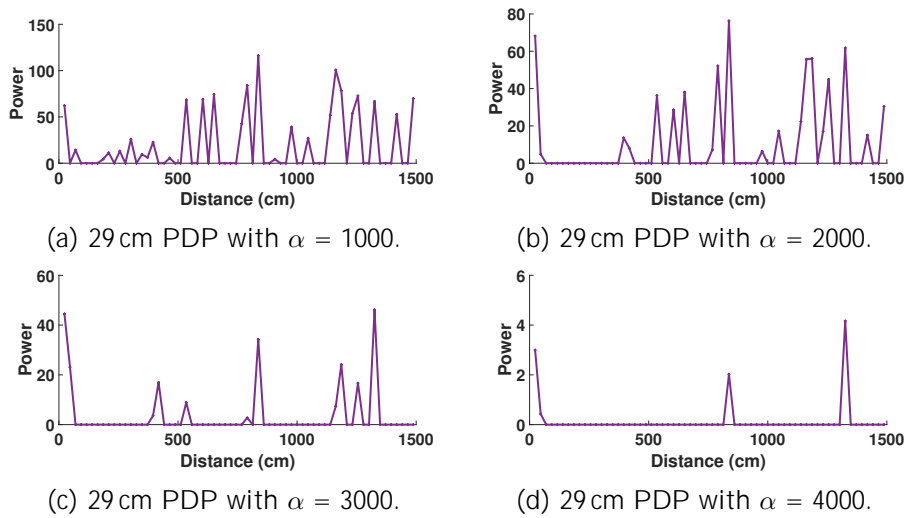 150
100
50
0
Power
0 500 1000 1500
Distance (cm)
(a) 29 cm PDP with α = 1000.
80
60
40
20
0
Power
0 500 1000 1500
Distance (cm)
(b) 29 cm PDP with α = 2000.
60
40
20
0
Power
0 500 1000 1500
Distance (cm)
(c) 29 cm PDP with α = 3000.
6
4
2
0
Power
0 500 1000 1500
Distance (cm)
(d) 29 cm PDP with α = 4000.